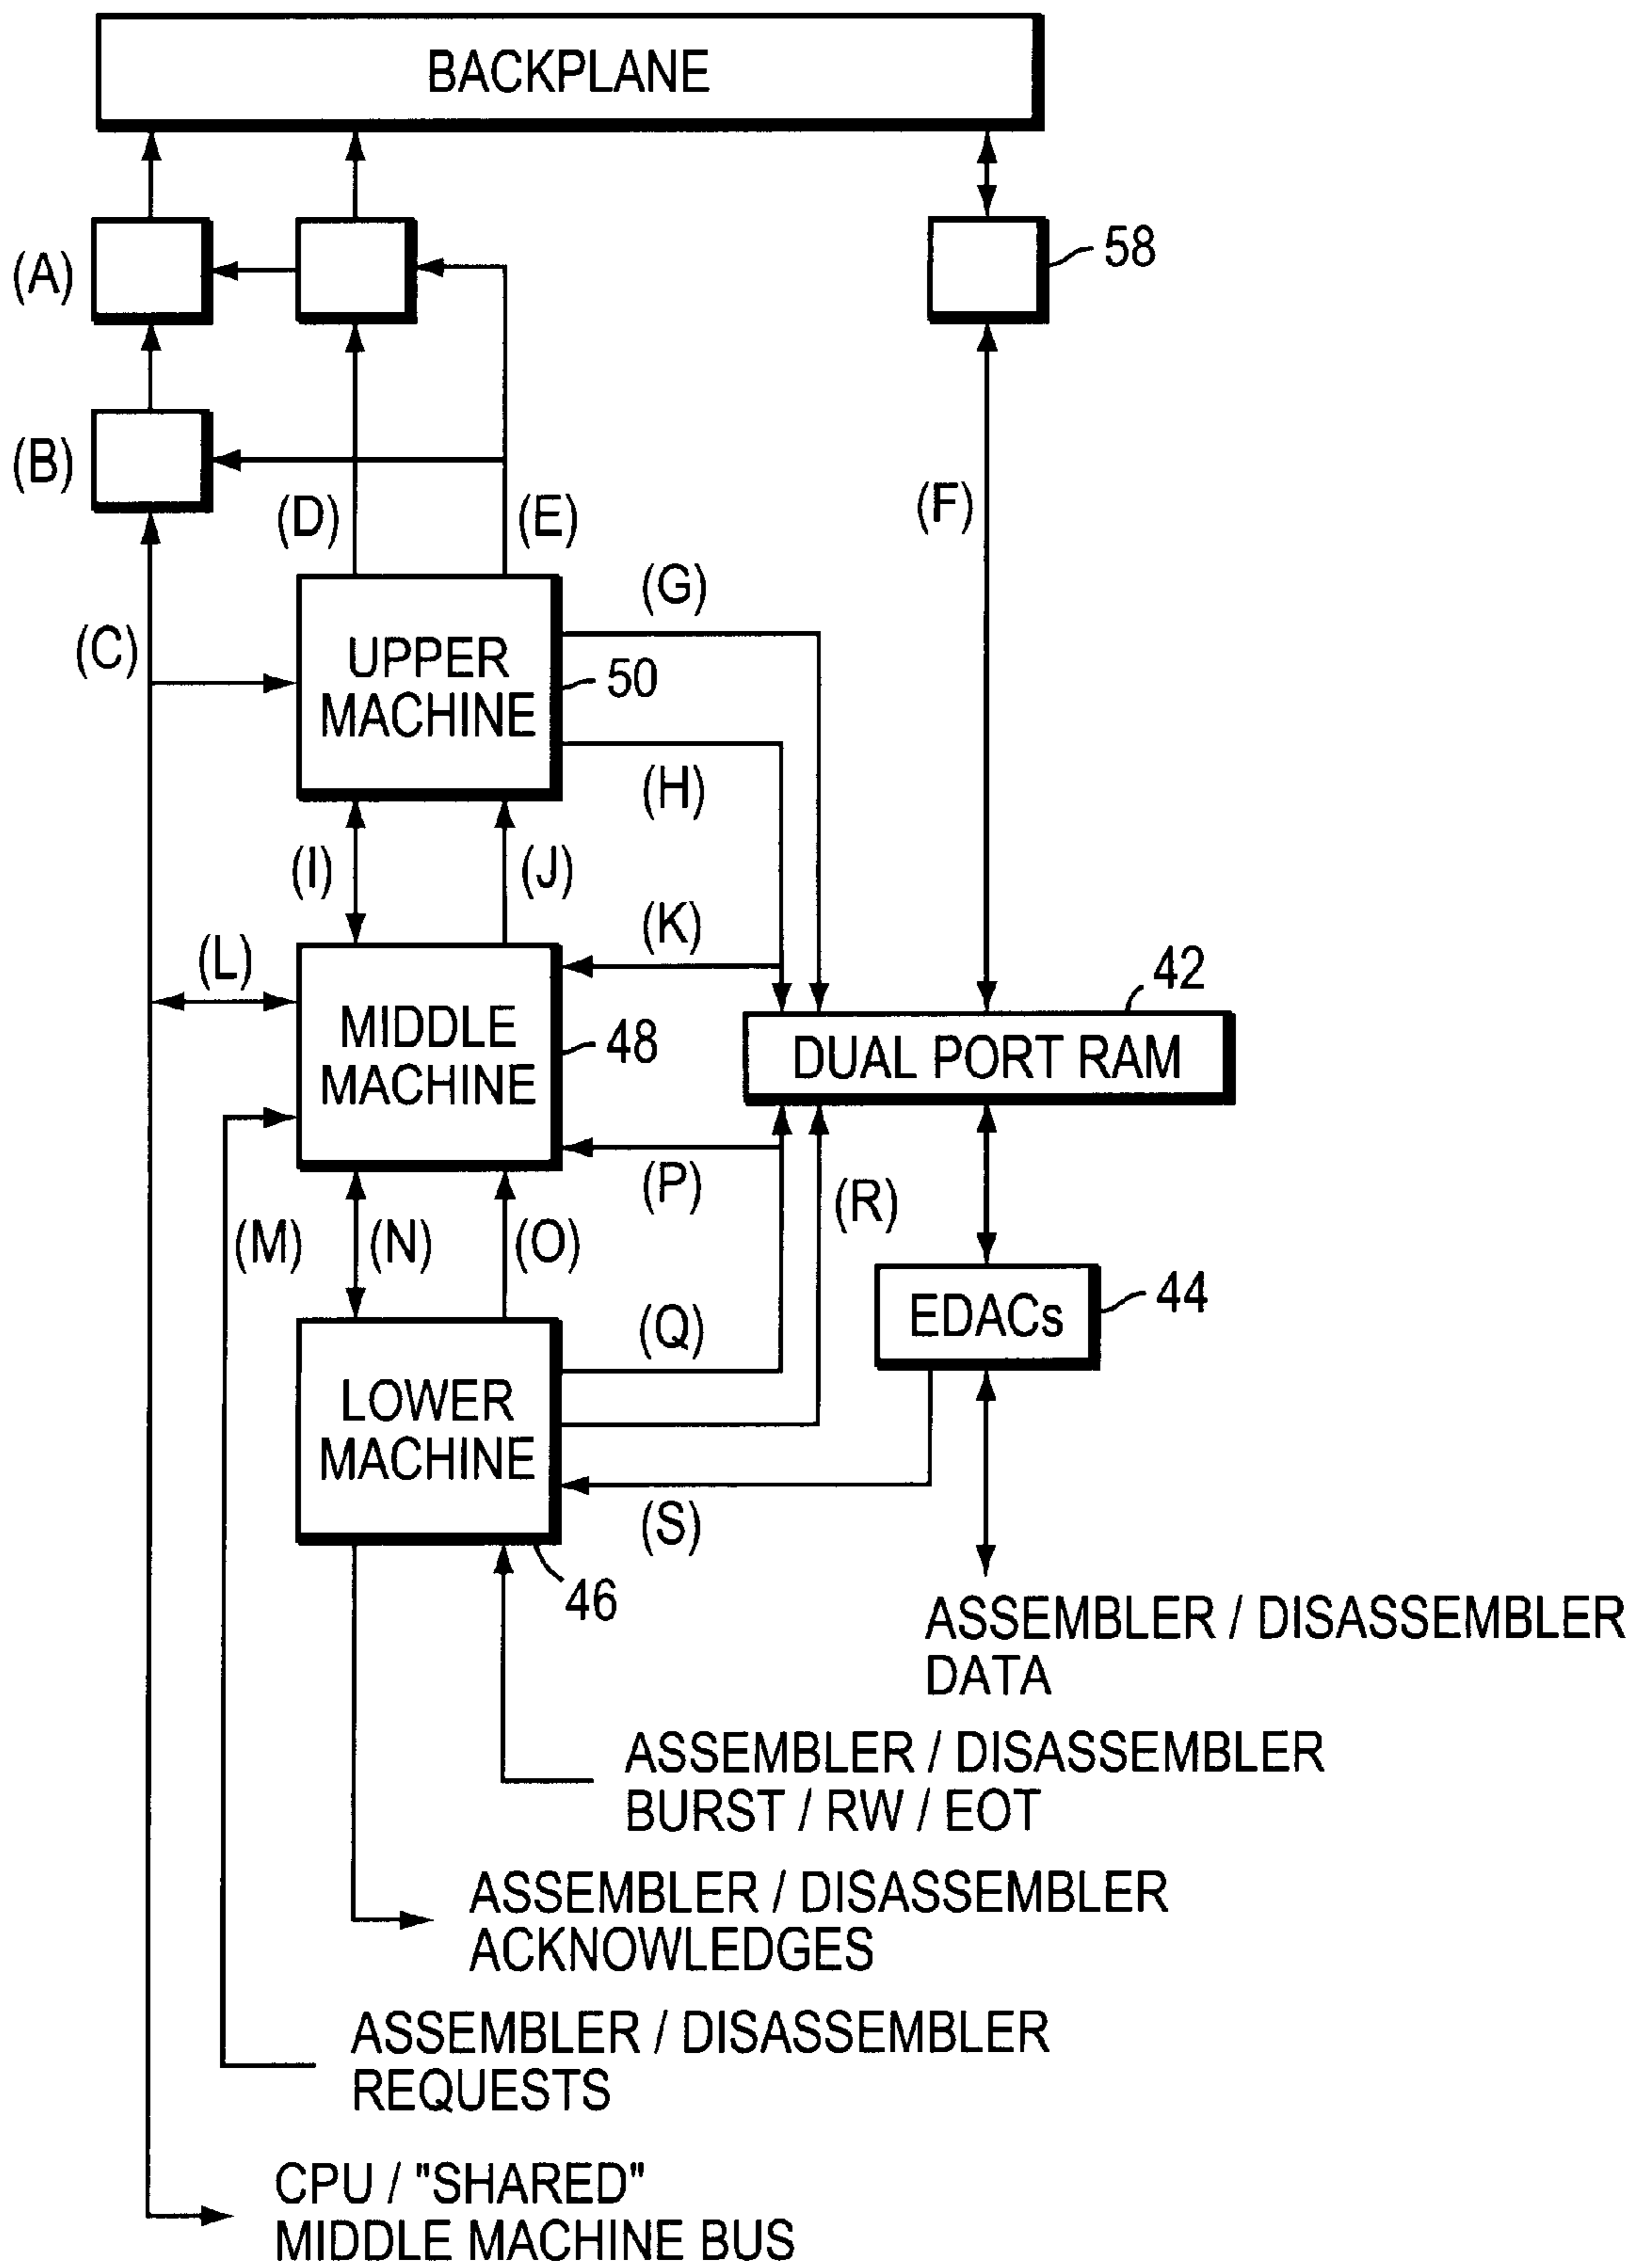 BACKPLANE
(A)
58
(B)
(D)
(E)
(F)
(C)
(G)
UPPER
MACHINE
50
(H)
(I)
(J)
(K)
(L)
42
MIDDLE
MACHINE
48
DUAL PORT RAM
(P)
(R)
(M)
(N)
(O)
44
EDACs
(Q)
LOWER
MACHINE
(S)
46
ASSEMBLER / DISASSEMBLER
DATA
ASSEMBLER / DISASSEMBLER
BURST / RW / EOT
ASSEMBLER / DISASSEMBLER
ACKNOWLEDGES
ASSEMBLER / DISASSEMBLER
REQUESTS
CPU / "SHARED"
MIDDLE MACHINE BUS